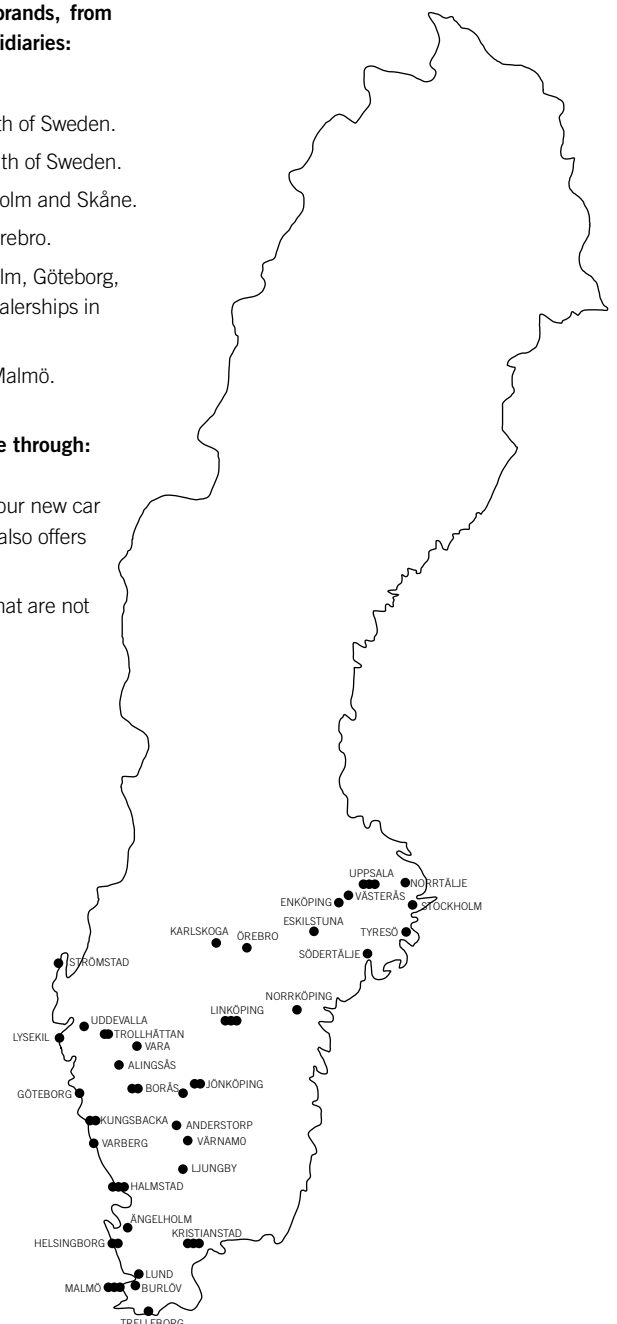 brands, from
idiaries:
th of Sweden.
th of Sweden.
olm and Skåne.
rebro.
lm, Göteborg,
alerships in
Malmö.
e through:
our new car
also offers
hat are not
UPPSALA
NORRTÄLJE
VÄSTERÅS
ENKÖPING
STOCKHOLM
ESKILSTUNA
KARLSKOGA
ÖREBRO
TYRESÖ
SÖDERTÄLJE
STRÖMSTAD
NORRKÖPING
LINKÖPING
UDDEVALLA
TROLLHÄTTAN
LYSEKIL
VARA
ALINGSÅS
BORÅS
JÖNKÖPING
GÖTEBORG
KUNGSBACKA
ANDERSTORP
VÄRNAMO
VARBERG
LJUNGBY
HALMSTAD
ÄNGELHOLM
KRISTIANSTAD
HELSINGBORG
LUND
MALMÖ
BURLÖV
TRELLEBORG